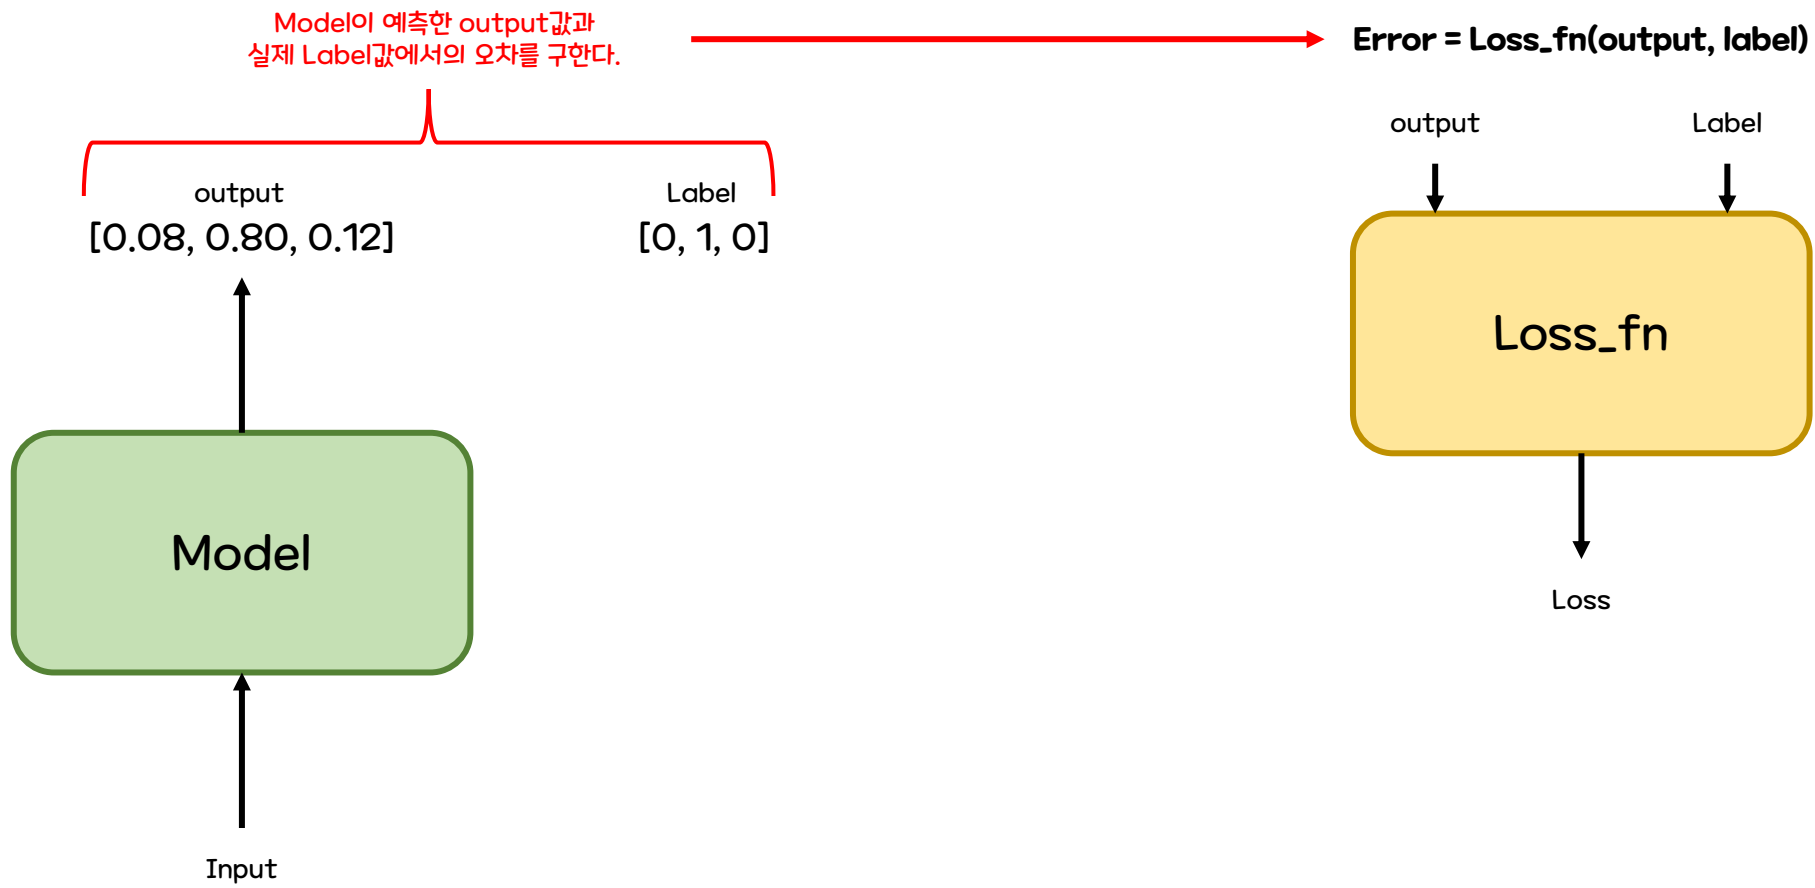 Model이 예측한 output값과
실제 Label값에서의 오차를 구한다.
Error = Loss_fn(output, label)
output
Label
output
[0.08, 0.80, 0.12]
Label
[0, 1, 0]
Loss_fn
Model
Loss
Input